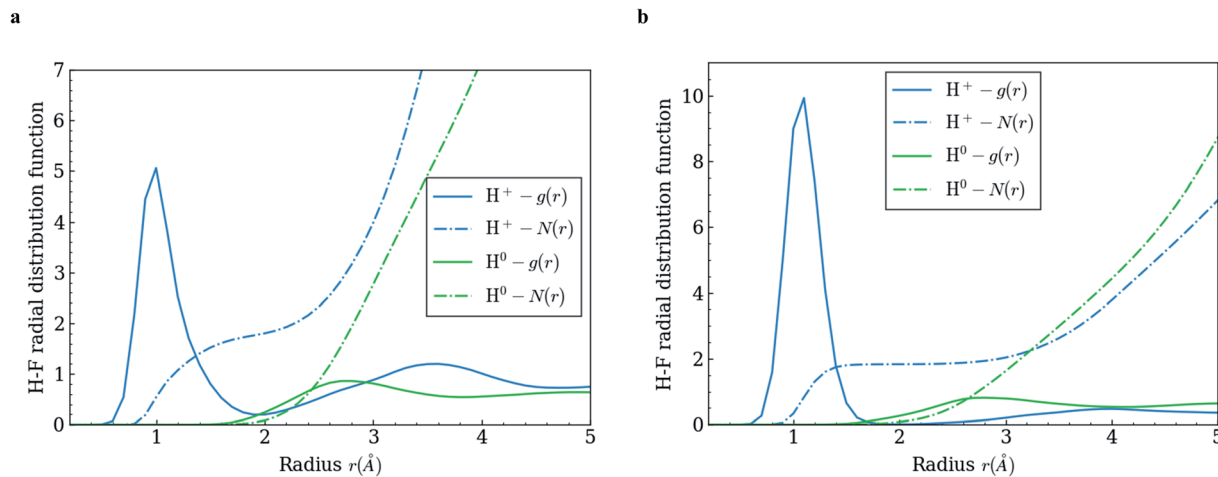 a
H-F radial distribution function
7
6
5
4
3
2
1
0
H⁺ − g(r)
H⁺ − N(r)
H⁰ − g(r)
H⁰ − N(r)
1 2 3 4 5
Radius r(Å)
b
H-F radial distribution function
10
8
6
4
2
0
H⁺ − g(r)
H⁺ − N(r)
H⁰ − g(r)
H⁰ − N(r)
1 2 3 4 5
Radius r(Å)